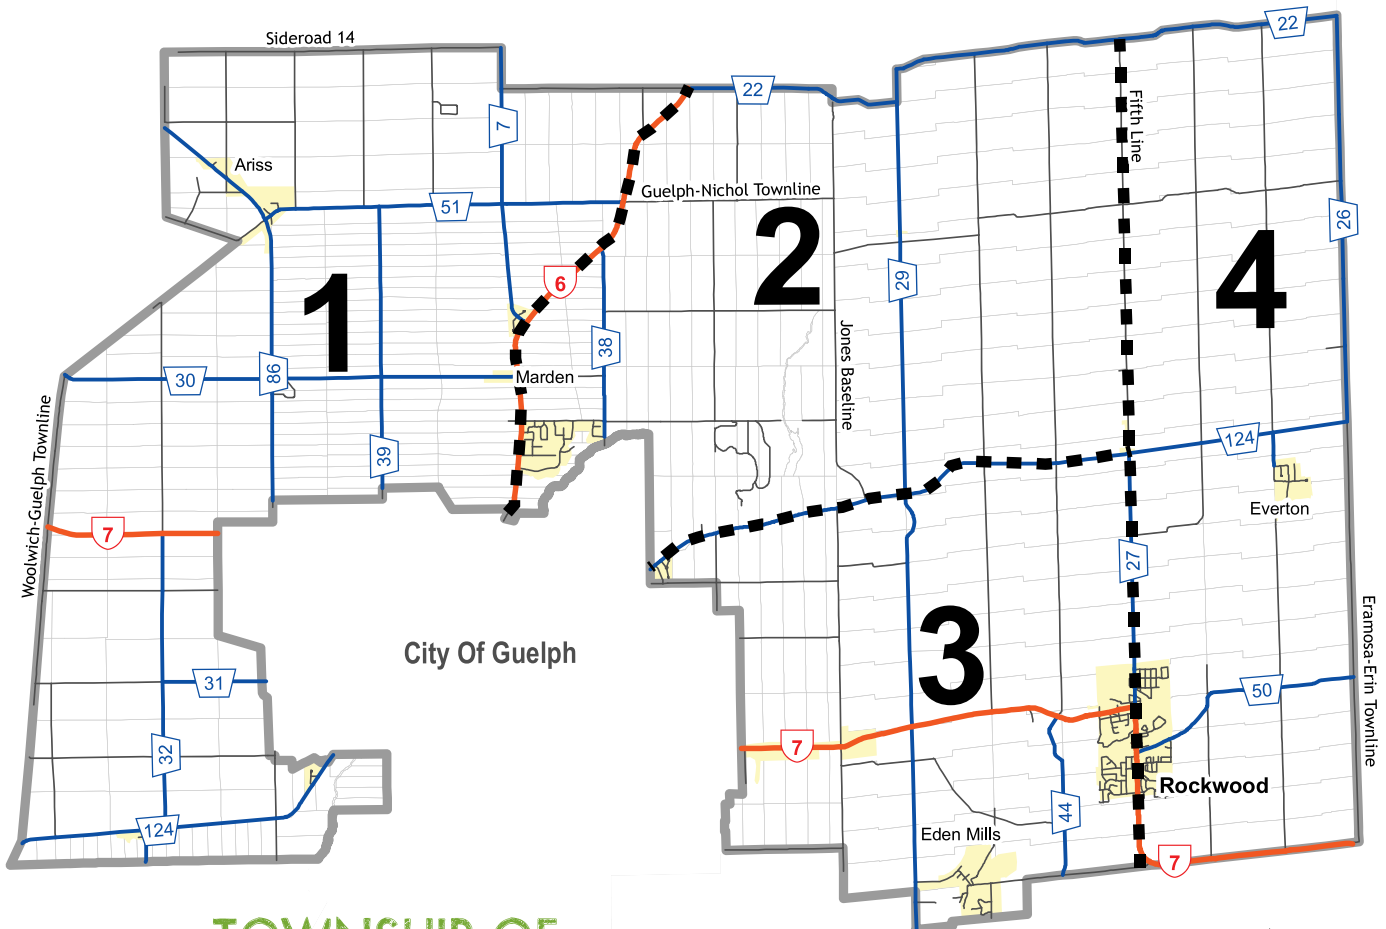 Sideroad 14
22
22
7
Fifth Line
Ariss
Guelph-Nichol Townline
51
2
26
4
29
6
1
Jones Baseline
38
30
86
Marden
Woolwich-Guelph Townline
39
124
Everton
7
27
Eramosa-Erin Townline
City Of Guelph
3
31
50
7
32
Rockwood
44
124
Eden Mills
7
TOWNSHIP OF